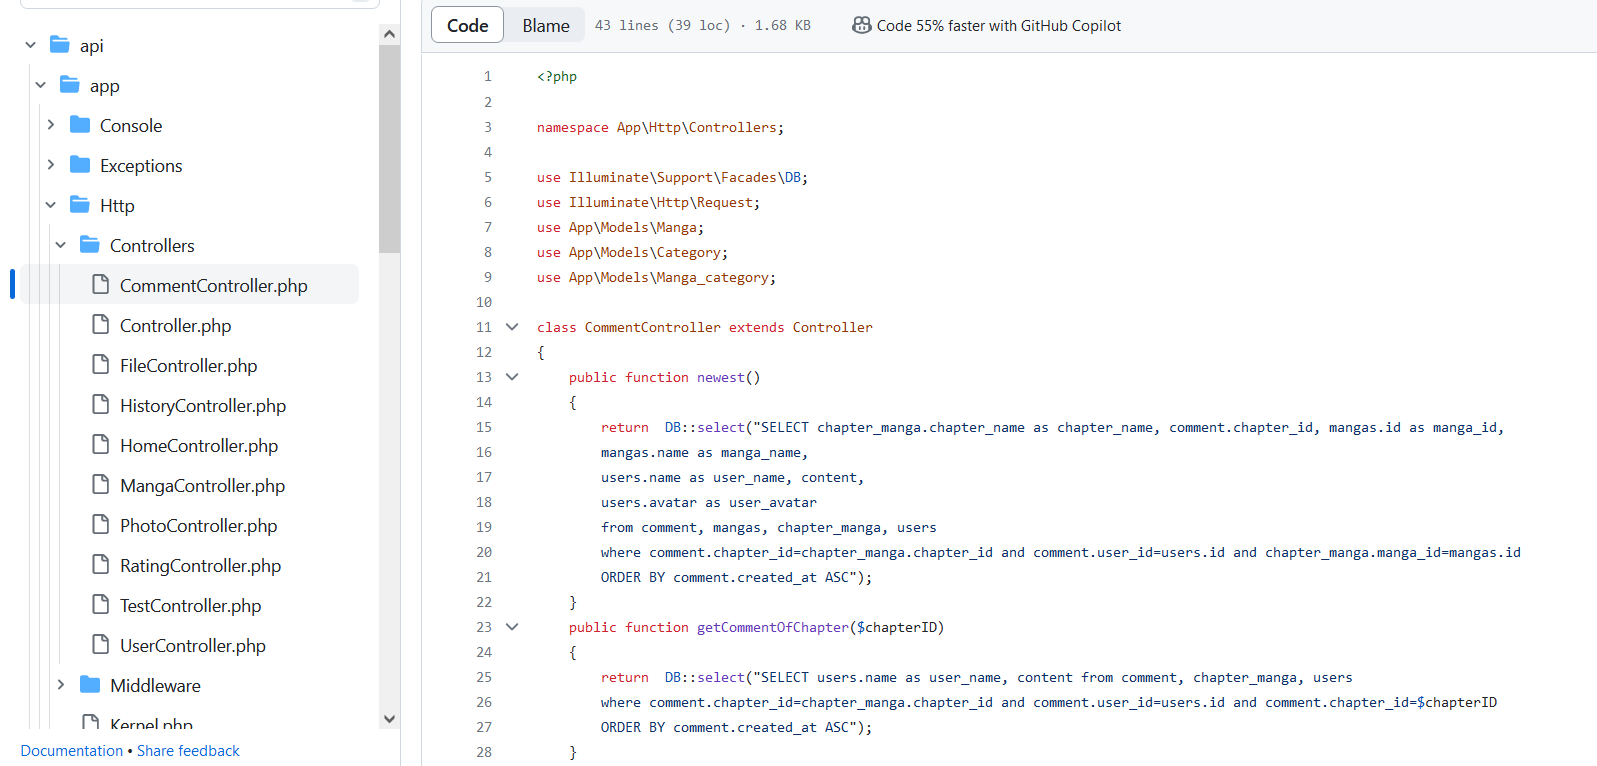 api
app
Console
Exceptions
Http
Controllers
CommentController.php
Controller.php
FileController.php
HistoryController.php
HomeController.php
MangaController.php
PhotoController.php
RatingController.php
TestController.php
UserController.php
Middleware
Kernel.php
Documentation • Share feedback
Code Blame 43 lines (39 loc) · 1.68 KB Code 55% faster with GitHub Copilot
1 <?php
2
3 namespace App\Http\Controllers;
4
5 use Illuminate\Support\Facades\DB;
6 use Illuminate\Http\Request;
7 use App\Models\Manga;
8 use App\Models\Category;
9 use App\Models\Manga_category;
10
11 class CommentController extends Controller
12 {
13     public function newest()
14     {
15         return  DB::select("SELECT chapter_manga.chapter_name as chapter_name, comment.chapter_id, mangas.id as manga_id,
16         mangas.name as manga_name,
17         users.name as user_name, content,
18         users.avatar as user_avatar
19         from comment, mangas, chapter_manga, users
20         where comment.chapter_id=chapter_manga.chapter_id and comment.user_id=users.id and chapter_manga.manga_id=mangas.id
21         ORDER BY comment.created_at ASC");
22     }
23     public function getCommentOfChapter($chapterID)
24     {
25         return  DB::select("SELECT users.name as user_name, content from comment, chapter_manga, users
26         where comment.chapter_id=chapter_manga.chapter_id and comment.user_id=users.id and comment.chapter_id=$chapterID
27         ORDER BY comment.created_at ASC");
28     }